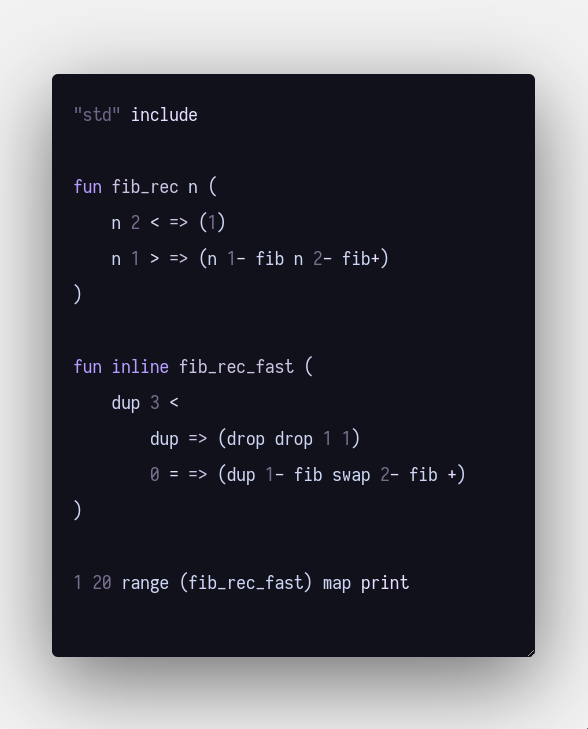 "std" include
fun fib_rec n (
n 2 < => (1)
n 1 > => (n 1- fib n 2- fib+)
)
fun inline fib_rec_fast (
dup 3 <
dup => (drop drop 1 1)
0 = => (dup 1- fib swap 2- fib +)
)
1 20 range (fib_rec_fast) map print